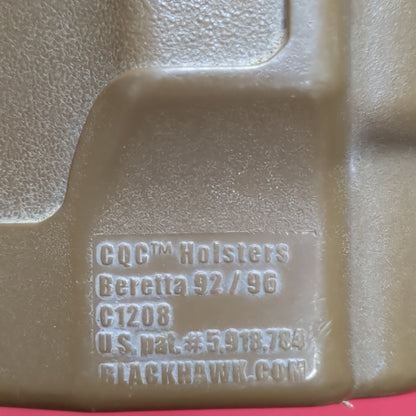 CQC™ Holsters
Beretta 92 / 96
C1208
U.S. pat. # 5,918,784
BLACKHAWK.COM